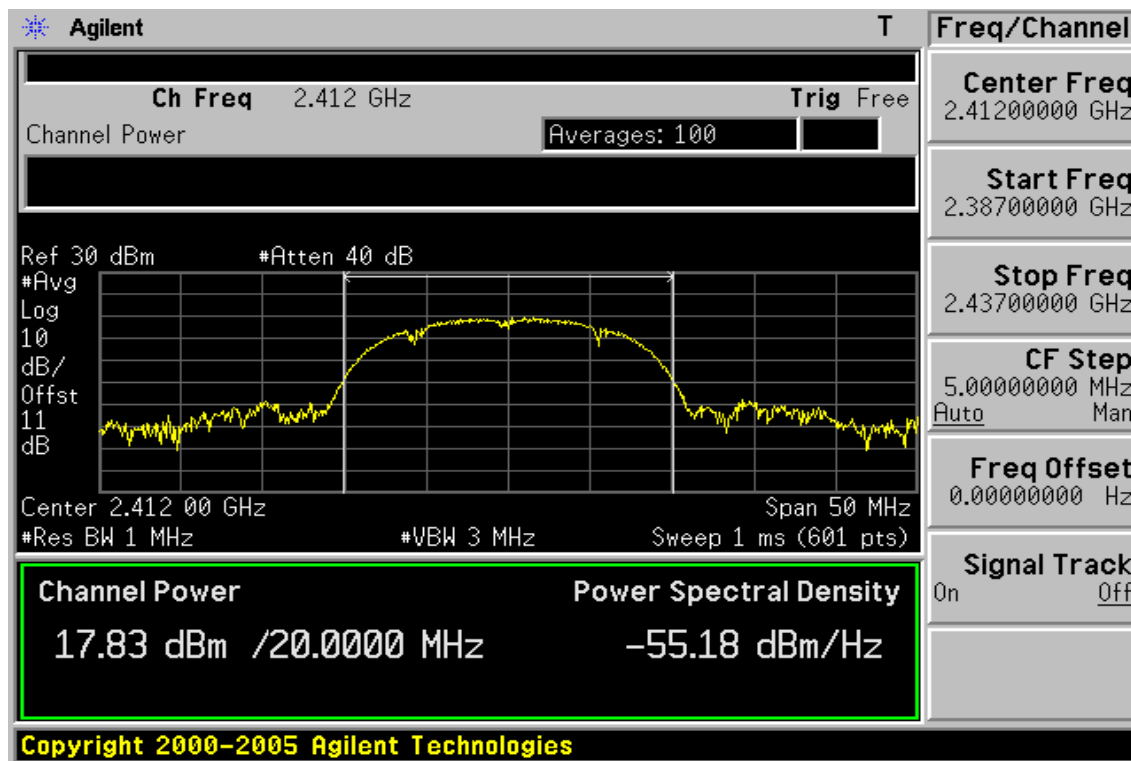 Agilent T
Freq/Channel
Ch Freq 2.412 GHz Trig Free
Channel Power Averages: 100
Ref 30 dBm #Atten 40 dB
#Avg
Log
10
dB/
Offst
11
dB
Center 2.412 00 GHz Span 50 MHz
#Res BW 1 MHz #VBW 3 MHz Sweep 1 ms (601 pts)
Channel Power Power Spectral Density
17.83 dBm /20.0000 MHz -55.18 dBm/Hz
Center Freq
2.41200000 GHz
Start Freq
2.38700000 GHz
Stop Freq
2.43700000 GHz
CF Step
5.00000000 MHz
Auto Man
Freq Offset
0.00000000 Hz
Signal Track
On Off
Copyright 2000-2005 Agilent Technologies